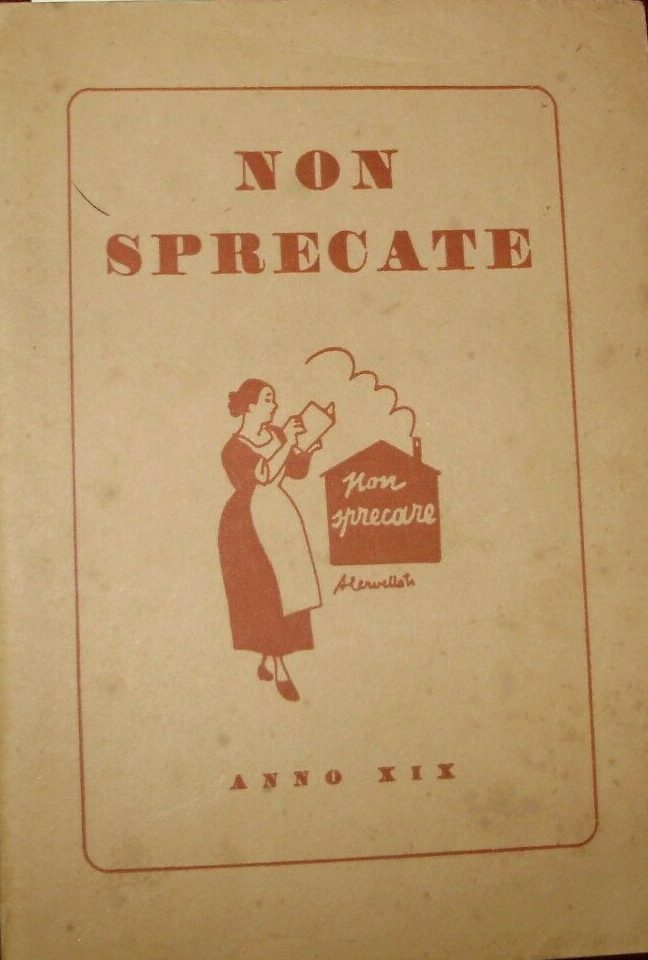 NON
SPRECATE
Non
sprecare
ANNO XIX